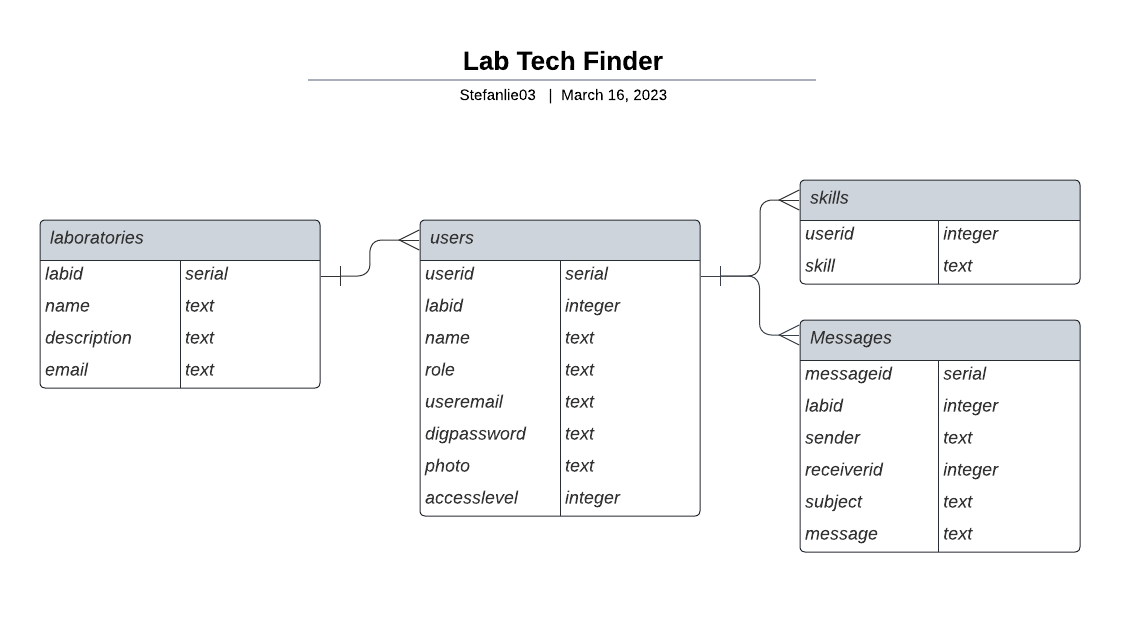 Lab Tech Finder
Stefanlie03 | March 16, 2023
laboratories
labid serial
name text
description text
email text
users
userid serial
labid integer
name text
role text
useremail text
digpassword text
photo text
accesslevel integer
skills
userid integer
skill text
Messages
messageid serial
labid integer
sender text
receiverid integer
subject text
message text